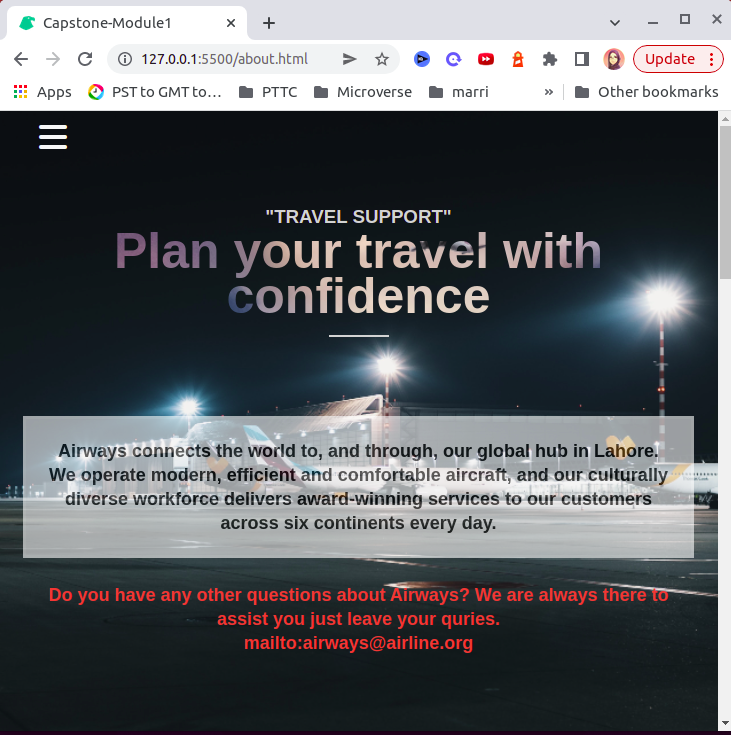 Capstone-Module1
127.0.0.1:5500/about.html
Update
Apps
PST to GMT to…
PTTC
Microverse
marri
»
Other bookmarks
"TRAVEL SUPPORT"
Plan your travel with
confidence
Airways connects the world to, and through, our global hub in Lahore.
We operate modern, efficient and comfortable aircraft, and our culturally
diverse workforce delivers award-winning services to our customers
across six continents every day.
Do you have any other questions about Airways? We are always there to
assist you just leave your quries.
mailto:airways@airline.org